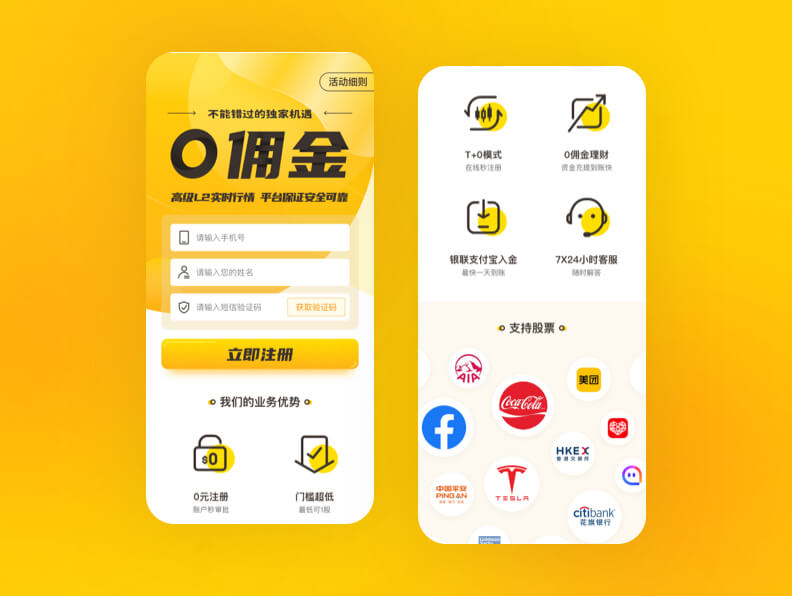 活动细则
不能错过的独家机遇
0佣金
高级L2实时行情 平台保证安全可靠
请输入手机号
请输入您的姓名
请输入短信验证码
获取验证码
立即注册
我们的业务优势
$0
0元注册
账户秒审批
门槛超低
最低可1股
T+0模式
在线秒注册
0佣金理财
资金充提到账快
银联支付宝入金
最快一天到账
7X24小时客服
随时解答
支持股票
AIA
美团
Coca-Cola
HKEX
香港交易所
中国平安
PING AN
TESLA
citibank
花旗银行
Goldman